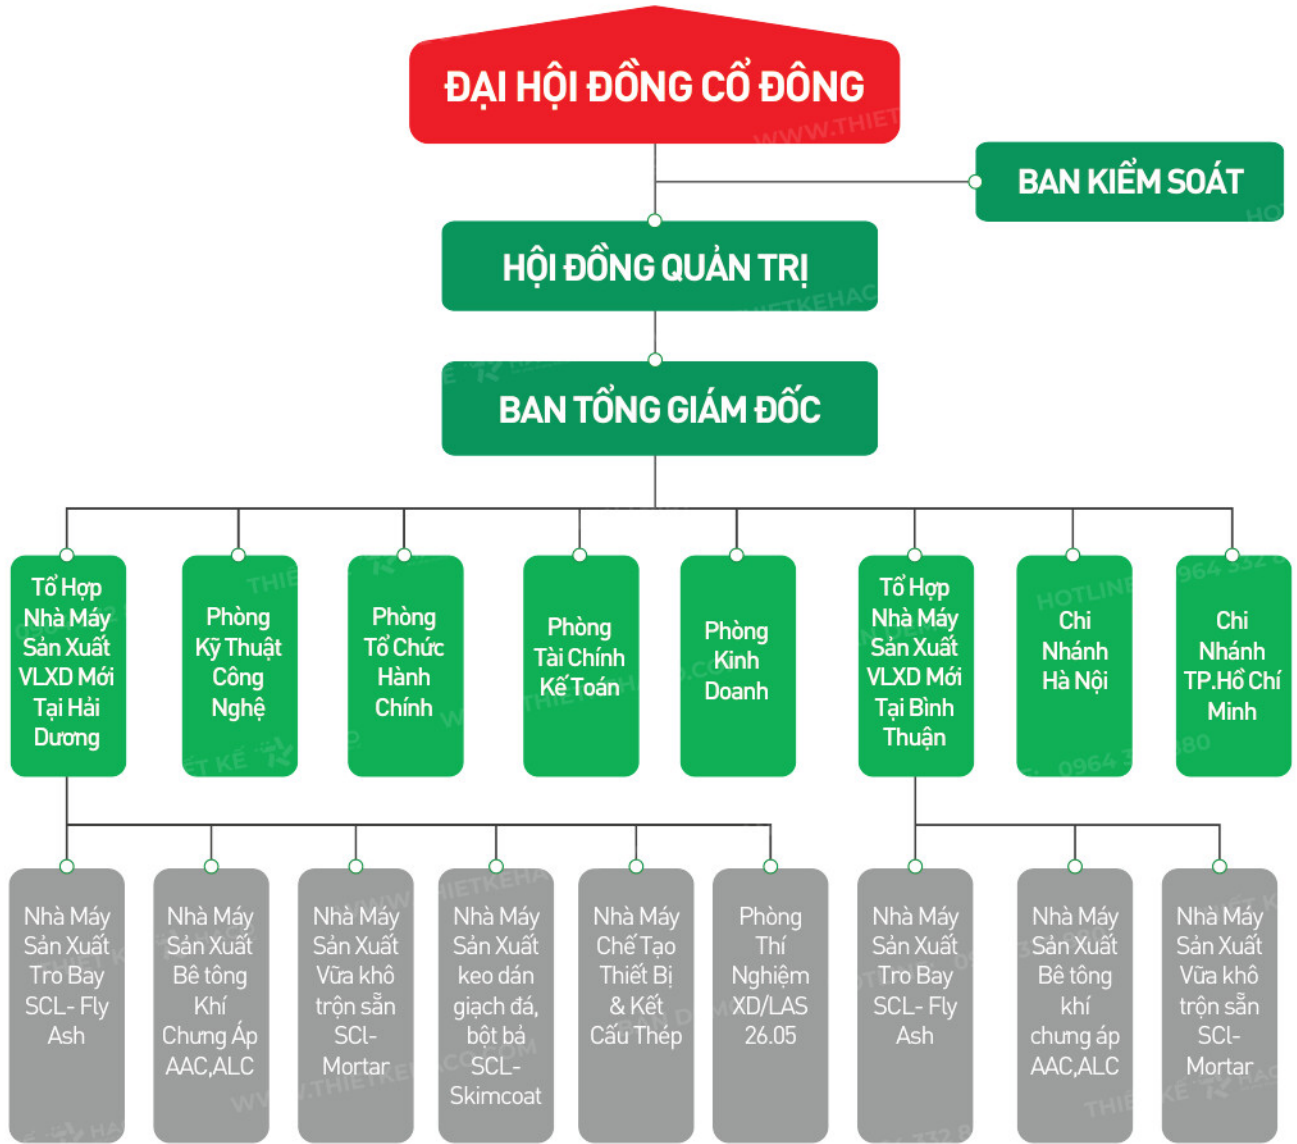 ĐẠI HỘI ĐỒNG CỔ ĐÔNG
BAN KIỂM SOÁT
HỘI ĐỒNG QUẢN TRỊ
BAN TỔNG GIÁM ĐỐC
Tổ Hợp
Nhà Máy
Sản Xuất
VLXD Mới
Tại Hải
Dương
Phòng
Kỹ Thuật
Công
Nghệ
Phòng
Tổ Chức
Hành
Chính
Phòng
Tài Chính
Kế Toán
Phòng
Kinh
Doanh
Tổ Hợp
Nhà Máy
Sản Xuất
VLXD Mới
Tại Bình
Thuận
Chi
Nhánh
Hà Nội
Chi
Nhánh
TP.Hồ Chí
Minh
Nhà Máy
Sản Xuất
Tro Bay
SCL- Fly
Ash
Nhà Máy
Sản Xuất
Bê tông
Khí
Chưng Áp
AAC,ALC
Nhà Máy
Sản Xuất
Vữa khô
trộn sẵn
SCl-
Mortar
Nhà Máy
Sản Xuất
keo dán
giạch đá,
bột bả
SCL-
Skimcoat
Nhà Máy
Chế Tạo
Thiết Bị
& Kết
Cấu Thép
Phòng
Thí
Nghiệm
XD/LAS
26.05
Nhà Máy
Sản Xuất
Tro Bay
SCL- Fly
Ash
Nhà Máy
Sản Xuất
Bê tông
khí
chưng áp
AAC,ALC
Nhà Máy
Sản Xuất
Vữa khô
trộn sẵn
SCl-
Mortar